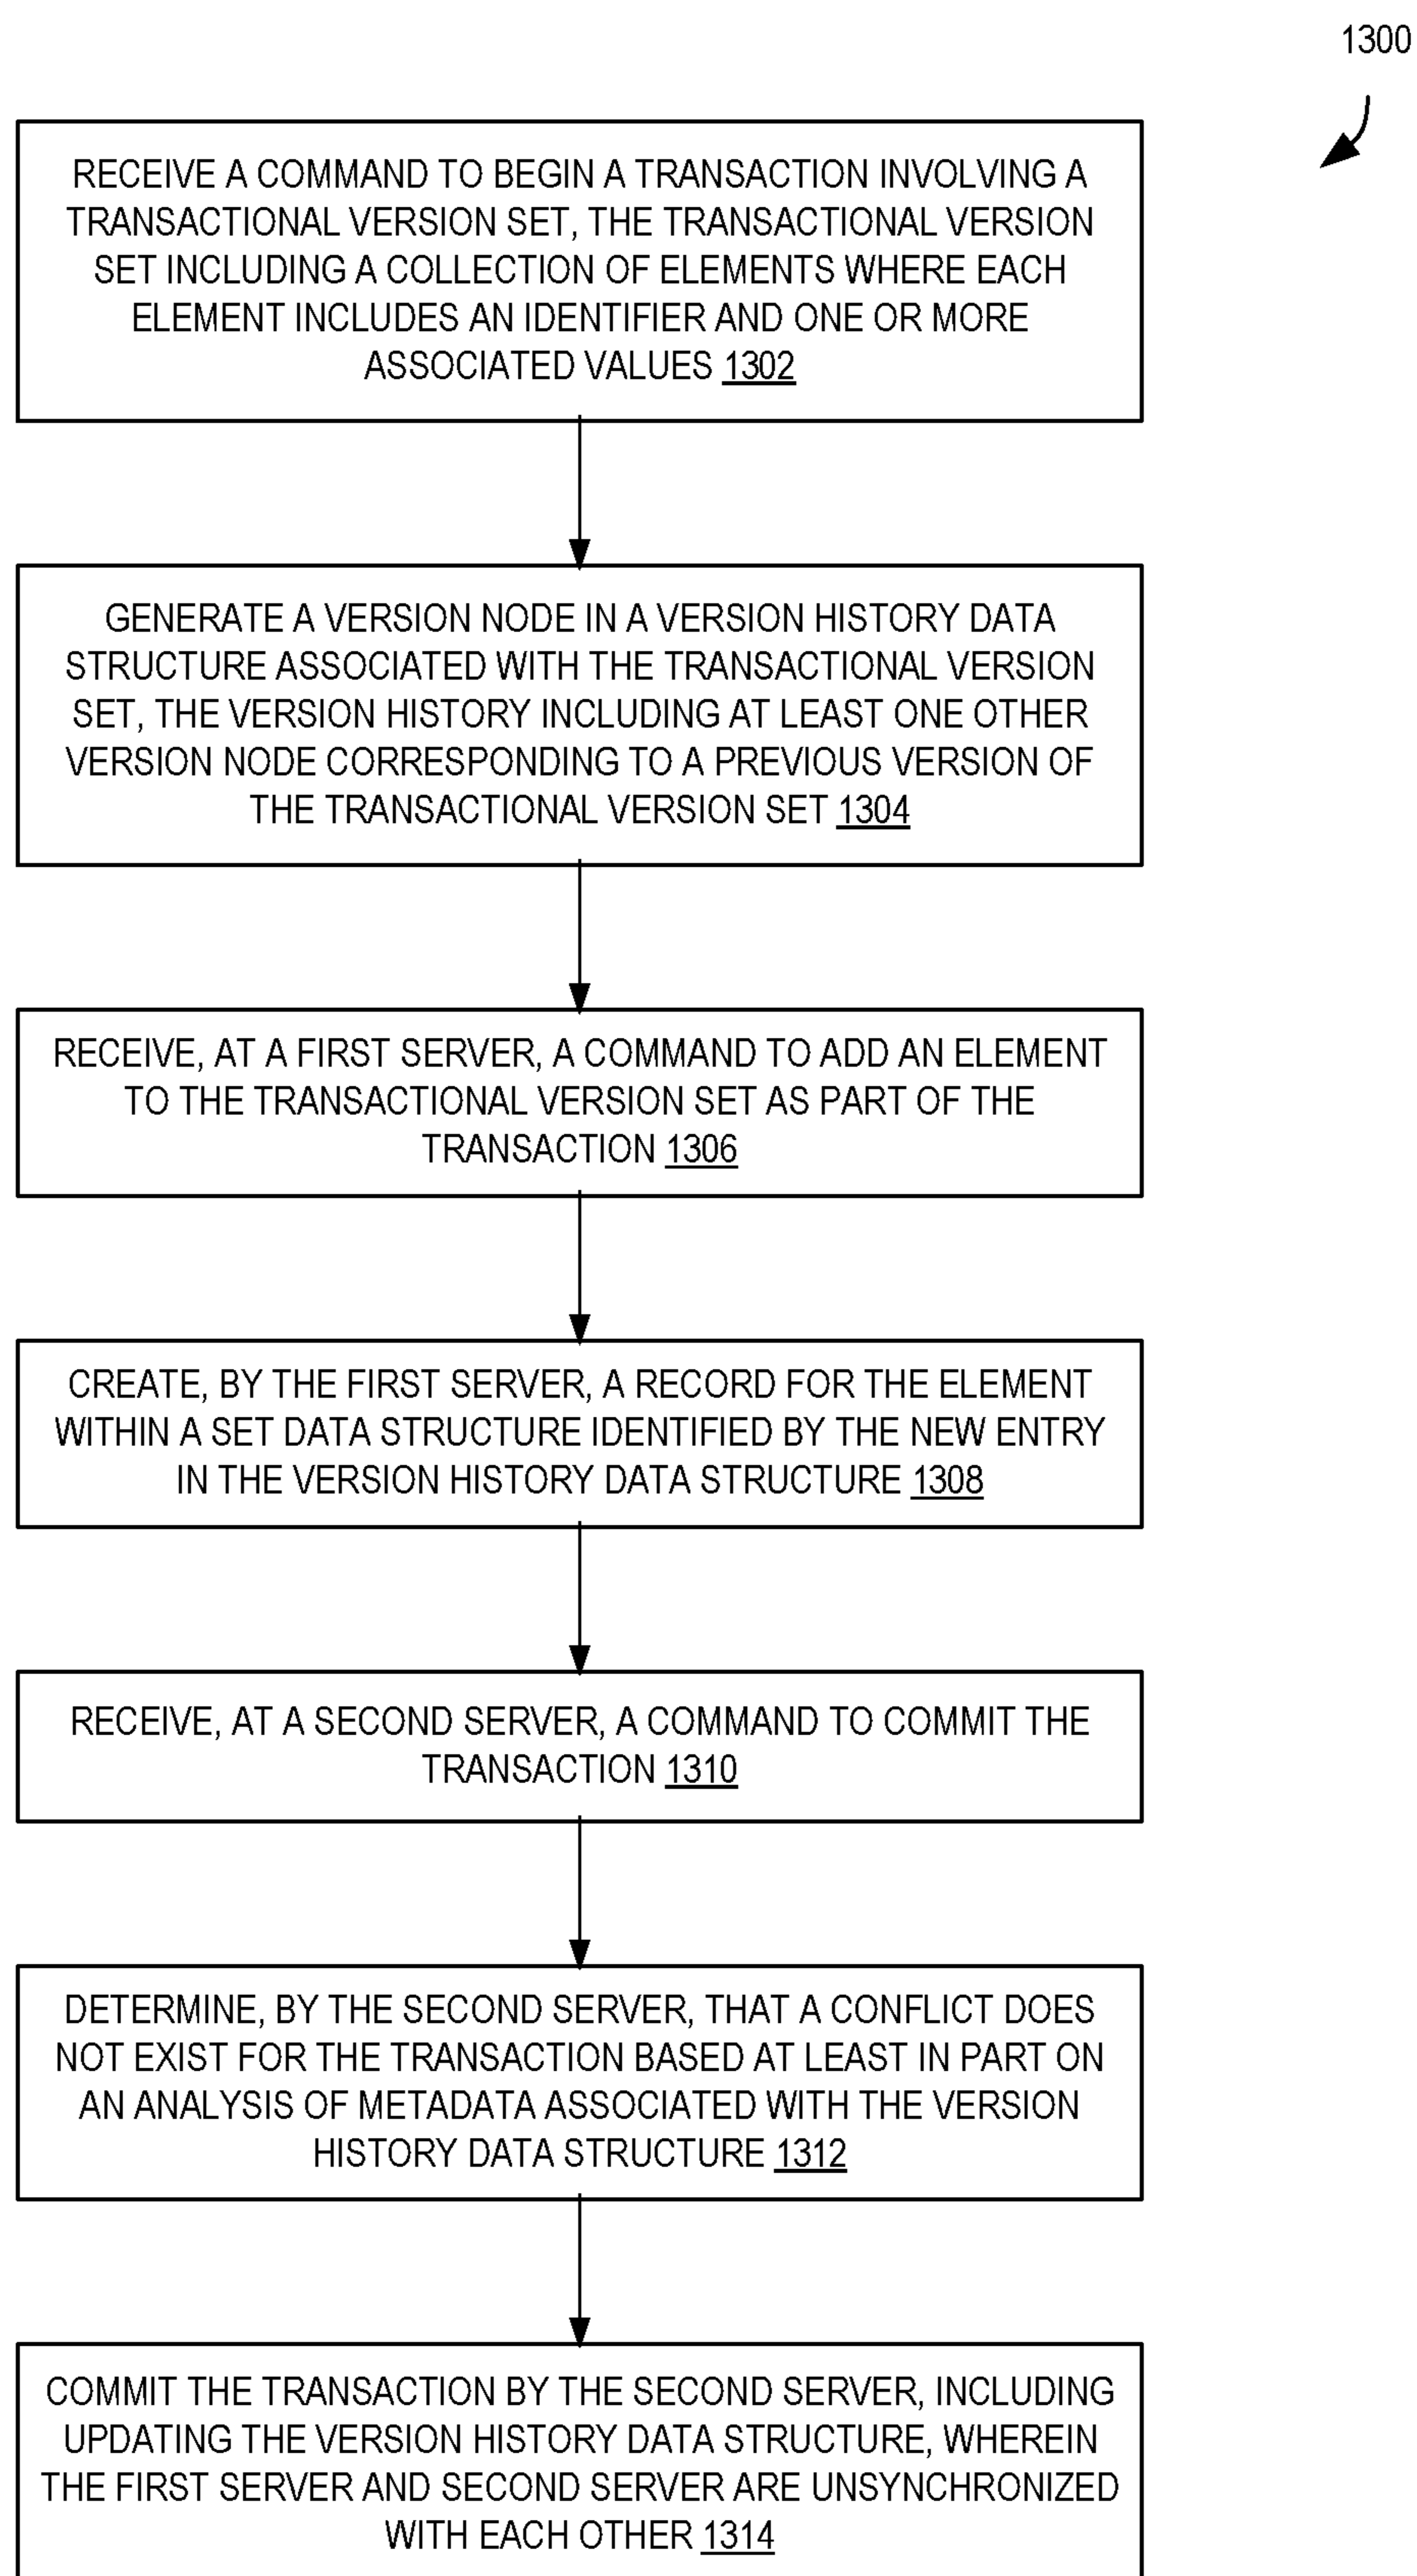 1300
RECEIVE A COMMAND TO BEGIN A TRANSACTION INVOLVING A
TRANSACTIONAL VERSION SET, THE TRANSACTIONAL VERSION
SET INCLUDING A COLLECTION OF ELEMENTS WHERE EACH
ELEMENT INCLUDES AN IDENTIFIER AND ONE OR MORE
ASSOCIATED VALUES 1302
GENERATE A VERSION NODE IN A VERSION HISTORY DATA
STRUCTURE ASSOCIATED WITH THE TRANSACTIONAL VERSION
SET, THE VERSION HISTORY INCLUDING AT LEAST ONE OTHER
VERSION NODE CORRESPONDING TO A PREVIOUS VERSION OF
THE TRANSACTIONAL VERSION SET 1304
RECEIVE, AT A FIRST SERVER, A COMMAND TO ADD AN ELEMENT
TO THE TRANSACTIONAL VERSION SET AS PART OF THE
TRANSACTION 1306
CREATE, BY THE FIRST SERVER, A RECORD FOR THE ELEMENT
WITHIN A SET DATA STRUCTURE IDENTIFIED BY THE NEW ENTRY
IN THE VERSION HISTORY DATA STRUCTURE 1308
RECEIVE, AT A SECOND SERVER, A COMMAND TO COMMIT THE
TRANSACTION 1310
DETERMINE, BY THE SECOND SERVER, THAT A CONFLICT DOES
NOT EXIST FOR THE TRANSACTION BASED AT LEAST IN PART ON
AN ANALYSIS OF METADATA ASSOCIATED WITH THE VERSION
HISTORY DATA STRUCTURE 1312
COMMIT THE TRANSACTION BY THE SECOND SERVER, INCLUDING
UPDATING THE VERSION HISTORY DATA STRUCTURE, WHEREIN
THE FIRST SERVER AND SECOND SERVER ARE UNSYNCHRONIZED
WITH EACH OTHER 1314